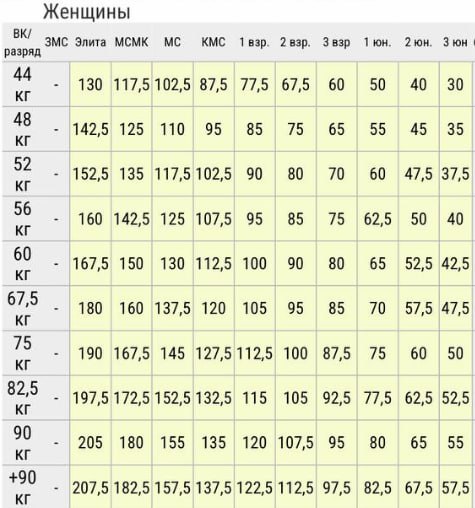 Женщины
ВК/разряд ЗМС Элита МСМК МС КМС 1 взр. 2 взр. 3 взр 1 юн. 2 юн. 3 юн
44 кг - 130 117,5 102,5 87,5 77,5 67,5 60 50 40 30
48 кг - 142,5 125 110 95 85 75 65 55 45 35
52 кг - 152,5 135 117,5 102,5 90 80 70 60 47,5 37,5
56 кг - 160 142,5 125 107,5 95 85 75 62,5 50 40
60 кг - 167,5 150 130 112,5 100 90 80 65 52,5 42,5
67,5 кг - 180 160 137,5 120 105 95 85 70 57,5 47,5
75 кг - 190 167,5 145 127,5 112,5 100 87,5 75 60 50
82,5 кг - 197,5 172,5 152,5 132,5 115 105 92,5 77,5 62,5 52,5
90 кг - 205 180 155 135 120 107,5 95 80 65 55
+90 кг - 207,5 182,5 157,5 137,5 122,5 112,5 97,5 82,5 67,5 57,5